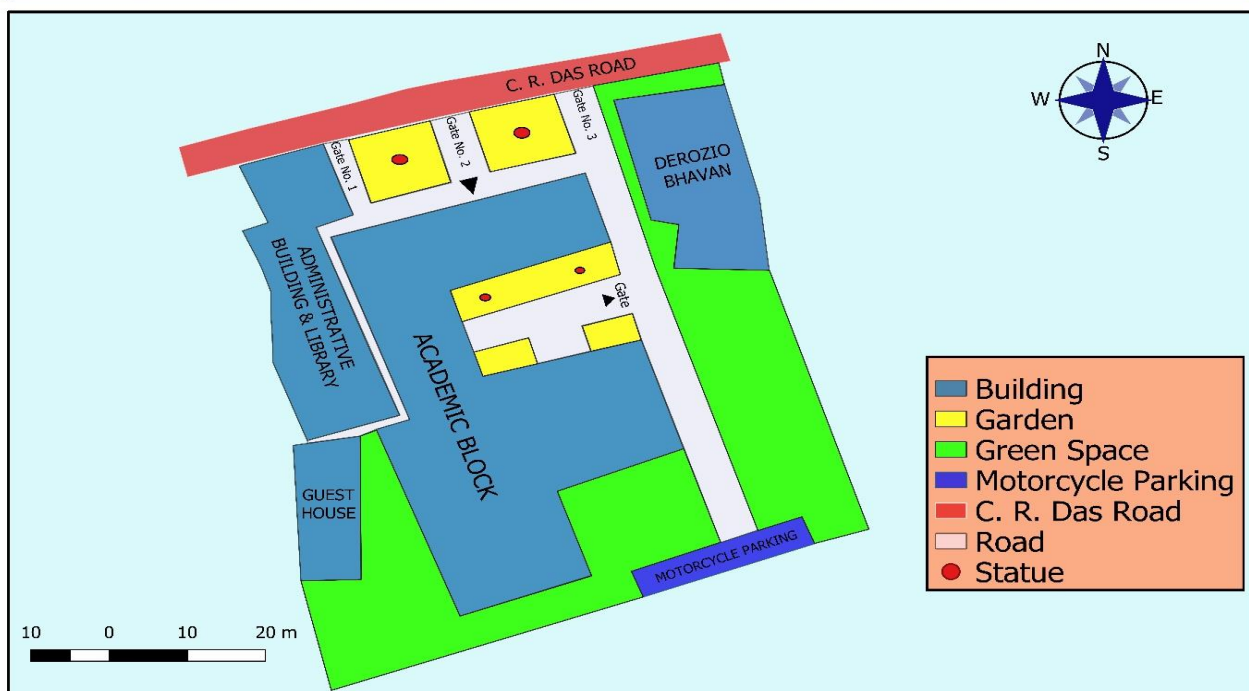 C. R. DAS ROAD
N
W
E
S
Gate No. 1
Gate No. 2
Gate No. 3
DEROZIO
BHAVAN
ADMINISTRATIVE
BUILDING & LIBRARY
Gate
ACADEMIC BLOCK
GUEST
HOUSE
MOTORCYCLE PARKING
Building
Garden
Green Space
Motorcycle Parking
C. R. Das Road
Road
Statue
10 0 10 20 m